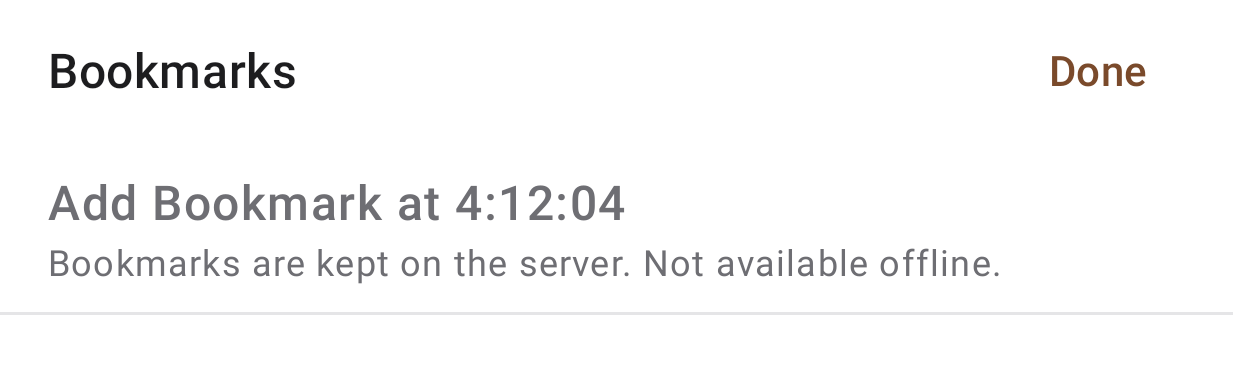 Bookmarks
Done
Add Bookmark at 4:12:04
Bookmarks are kept on the server. Not available offline.